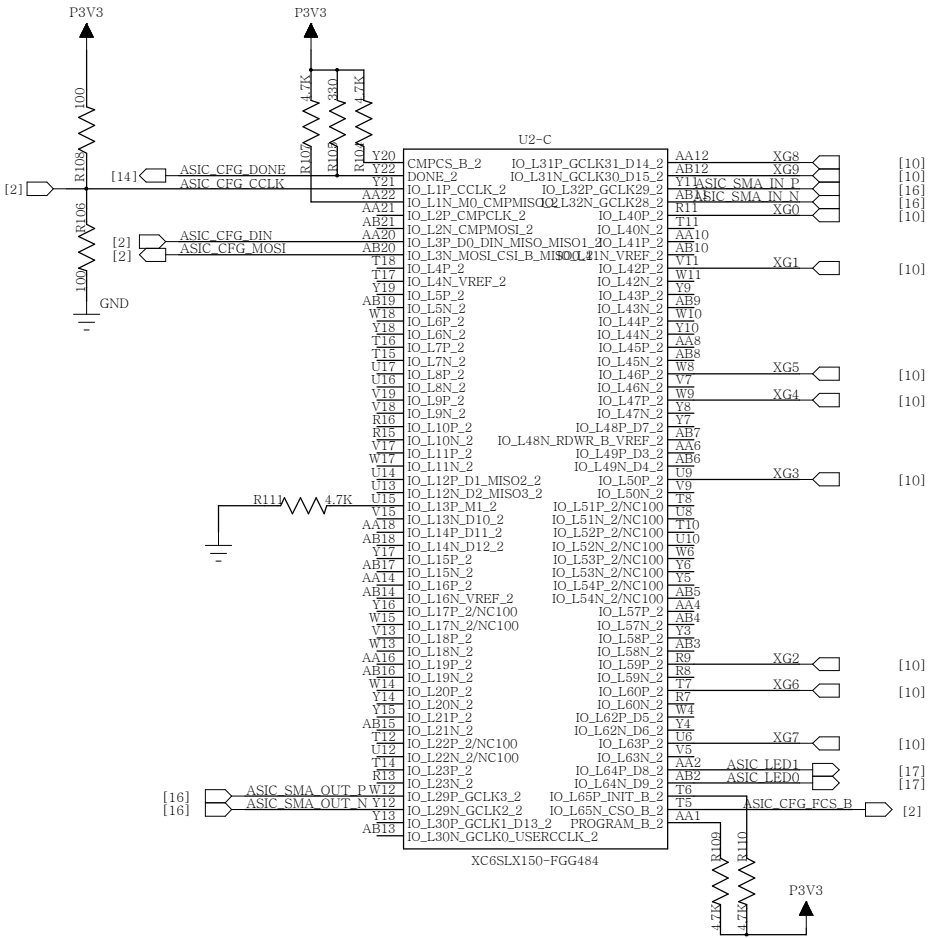 P3V3
P3V3
100
4.7K
330
4.7K
R108
R107
R105
R104
R106
100
GND
U2-C
Y20 CMPCS_B_2 IO_L31P_GCLK31_D14_2 AA12 XG8 [10]
[14] ASIC_CFG_DONE Y22 DONE_2 IO_L31N_GCLK30_D15_2 AB12 XG9 [10]
[2] ASIC_CFG_CCLK Y21 IO_L1P_CCLK_2 IO_L32P_GCLK29_2 Y11 ASIC_SMA_IN_P [16]
AA22 IO_L1N_M0_CMPMISO_2 IO_L32N_GCLK28_2 AB11 ASIC_SMA_IN_N [16]
AA21 IO_L2P_CMPCLK_2 IO_L40P_2 R11 XG0 [10]
AB21 IO_L2N_CMPMOSI_2 IO_L40N_2 T11
[2] ASIC_CFG_DIN AA20 IO_L3P_D0_DIN_MISO_MISO1_2 IO_L41P_2 AA10
[2] ASIC_CFG_MOSI AB20 IO_L3N_MOSI_CSI_B_MISO0_2 IO_L41N_VREF_2 AB10
T18 IO_L4P_2 IO_L42P_2 V11 XG1 [10]
T17 IO_L4N_VREF_2 IO_L42N_2 W11
Y19 IO_L5P_2 IO_L43P_2 Y9
AB19 IO_L5N_2 IO_L43N_2 AB9
W18 IO_L6P_2 IO_L44P_2 W10
Y18 IO_L6N_2 IO_L44N_2 Y10
T16 IO_L7P_2 IO_L45P_2 AA8
T15 IO_L7N_2 IO_L45N_2 AB8
U17 IO_L8P_2 IO_L46P_2 W8 XG5 [10]
U16 IO_L8N_2 IO_L46N_2 V7
V19 IO_L9P_2 IO_L47P_2 W9 XG4 [10]
V18 IO_L9N_2 IO_L47N_2 Y8
R16 IO_L10P_2 IO_L48P_D7_2 Y7
R15 IO_L10N_2 IO_L48N_RDWR_B_VREF_2 AB7
V17 IO_L11P_2 IO_L49P_D3_2 AA6
W17 IO_L11N_2 IO_L49N_D4_2 AB6
U14 IO_L12P_D1_MISO2_2 IO_L50P_2 U9 XG3 [10]
U13 IO_L12N_D2_MISO3_2 IO_L50N_2 V9
R111 4.7K U15 IO_L13P_M1_2 IO_L51P_2/NC100 T8
V15 IO_L13N_D10_2 IO_L51N_2/NC100 U8
AA18 IO_L14P_D11_2 IO_L52P_2/NC100 T10
AB18 IO_L14N_D12_2 IO_L52N_2/NC100 U10
Y17 IO_L15P_2 IO_L53P_2/NC100 W6
AB17 IO_L15N_2 IO_L53N_2/NC100 Y6
AA14 IO_L16P_2 IO_L54P_2/NC100 Y5
AB14 IO_L16N_VREF_2 IO_L54N_2/NC100 AB5
Y16 IO_L17P_2/NC100 IO_L57P_2 AA4
W15 IO_L17N_2/NC100 IO_L57N_2 AB4
V13 IO_L18P_2 IO_L58P_2 Y3
W13 IO_L18N_2 IO_L58N_2 AB3
AA16 IO_L19P_2 IO_L59P_2 R9 XG2 [10]
AB16 IO_L19N_2 IO_L59N_2 R8
W14 IO_L20P_2 IO_L60P_2 T7 XG6 [10]
Y14 IO_L20N_2 IO_L60N_2 R7
Y15 IO_L21P_2 IO_L62P_D5_2 W4
AB15 IO_L21N_2 IO_L62N_D6_2 Y4
T12 IO_L22P_2/NC100 IO_L63P_2 U6 XG7 [10]
U12 IO_L22N_2/NC100 IO_L63N_2 V5
T14 IO_L23P_2 IO_L64P_D8_2 AA2 ASIC_LED1 [17]
R13 IO_L23N_2 IO_L64N_D9_2 AB2 ASIC_LED0 [17]
[16] ASIC_SMA_OUT_P W12 IO_L29P_GCLK3_2 IO_L65P_INIT_B_2 T6
[16] ASIC_SMA_OUT_N Y12 IO_L29N_GCLK2_2 IO_L65N_CSO_B_2 T5 ASIC_CFG_FCS_B [2]
Y13 IO_L30P_GCLK1_D13_2 PROGRAM_B_2 AA1
AB13 IO_L30N_GCLK0_USERCCLK_2
XC6SLX150-FGG484
R109
R110
4.7K
4.7K
P3V3